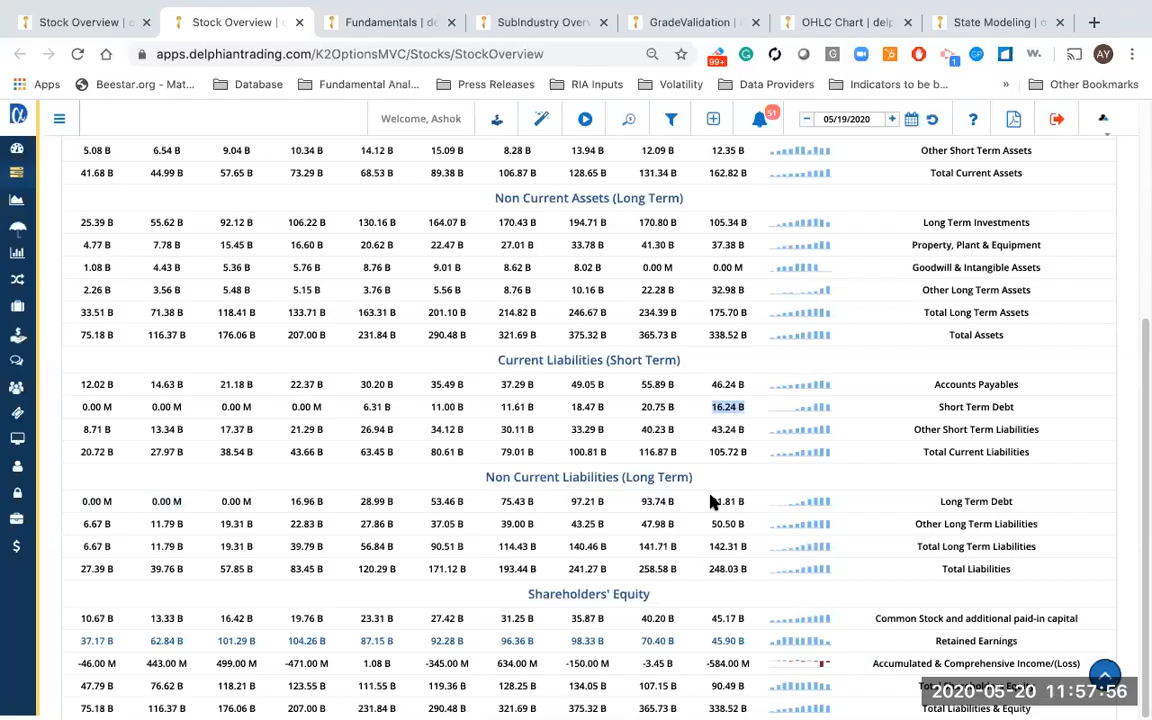 Stock Overview | c
Stock Overview |
Fundamentals | de
SubIndustry Over
GradeValidation |
OHLC Chart | delp
State Modeling | c
apps.delphiantrading.com/K2OptionsMVC/Stocks/StockOverview
99+
1
AY
Apps
Beestar.org - Mat...
Database
Fundamental Anal...
Press Releases
RIA Inputs
Volatility
Data Providers
Indicators to be...
»
Other Bookmarks
Welcome, Ashok
51
05/19/2020
5.08 B 6.54 B 9.04 B 10.34 B 14.12 B 15.09 B 8.28 B 13.94 B 12.09 B 12.35 B Other Short Term Assets
41.68 B 44.99 B 57.65 B 73.29 B 68.53 B 89.38 B 106.87 B 128.65 B 131.34 B 162.82 B Total Current Assets
Non Current Assets (Long Term)
25.39 B 55.62 B 92.12 B 106.22 B 130.16 B 164.07 B 170.43 B 194.71 B 170.80 B 105.34 B Long Term Investments
4.77 B 7.78 B 15.45 B 16.60 B 20.62 B 22.47 B 27.01 B 33.78 B 41.30 B 37.38 B Property, Plant & Equipment
1.08 B 4.43 B 5.36 B 5.76 B 8.76 B 9.01 B 8.62 B 8.02 B 0.00 M 0.00 M Goodwill & Intangible Assets
2.26 B 3.56 B 5.48 B 5.15 B 3.76 B 5.56 B 8.76 B 10.16 B 22.28 B 32.98 B Other Long Term Assets
33.51 B 71.38 B 118.41 B 133.71 B 163.31 B 201.10 B 214.82 B 246.67 B 234.39 B 175.70 B Total Long Term Assets
75.18 B 116.37 B 176.06 B 207.00 B 231.84 B 290.48 B 321.69 B 375.32 B 365.73 B 338.52 B Total Assets
Current Liabilities (Short Term)
12.02 B 14.63 B 21.18 B 22.37 B 30.20 B 35.49 B 37.29 B 49.05 B 55.89 B 46.24 B Accounts Payables
0.00 M 0.00 M 0.00 M 0.00 M 6.31 B 11.00 B 11.61 B 18.47 B 20.75 B 16.24 B Short Term Debt
8.71 B 13.34 B 17.37 B 21.29 B 26.94 B 34.12 B 30.11 B 33.29 B 40.23 B 43.24 B Other Short Term Liabilities
20.72 B 27.97 B 38.54 B 43.66 B 63.45 B 80.61 B 79.01 B 100.81 B 116.87 B 105.72 B Total Current Liabilities
Non Current Liabilities (Long Term)
0.00 M 0.00 M 0.00 M 16.96 B 28.99 B 53.46 B 75.43 B 97.21 B 93.74 B 1.81 B Long Term Debt
6.67 B 11.79 B 19.31 B 22.83 B 27.86 B 37.05 B 39.00 B 43.25 B 47.98 B 50.50 B Other Long Term Liabilities
6.67 B 11.79 B 19.31 B 39.79 B 56.84 B 90.51 B 114.43 B 140.46 B 141.71 B 142.31 B Total Long Term Liabilities
27.39 B 39.76 B 57.85 B 83.45 B 120.29 B 171.12 B 193.44 B 241.27 B 258.58 B 248.03 B Total Liabilities
Shareholders' Equity
10.67 B 13.33 B 16.42 B 19.76 B 23.31 B 27.42 B 31.25 B 35.87 B 40.20 B 45.17 B Common Stock and additional paid-in capital
37.17 B 62.84 B 101.29 B 104.26 B 87.15 B 92.28 B 96.36 B 98.33 B 70.40 B 45.90 B Retained Earnings
-46.00 M 443.00 M 499.00 M -471.00 M 1.08 B -345.00 M 634.00 M -150.00 M -3.45 B -584.00 M Accumulated & Comprehensive Income/(Loss)
47.79 B 76.62 B 118.21 B 123.55 B 111.55 B 119.36 B 128.25 B 134.05 B 107.15 B 90.49 B
75.18 B 116.37 B 176.06 B 207.00 B 231.84 B 290.48 B 321.69 B 375.32 B 365.73 B 338.52 B Total Liabilities & Equity
2020-05-20 11:57:56